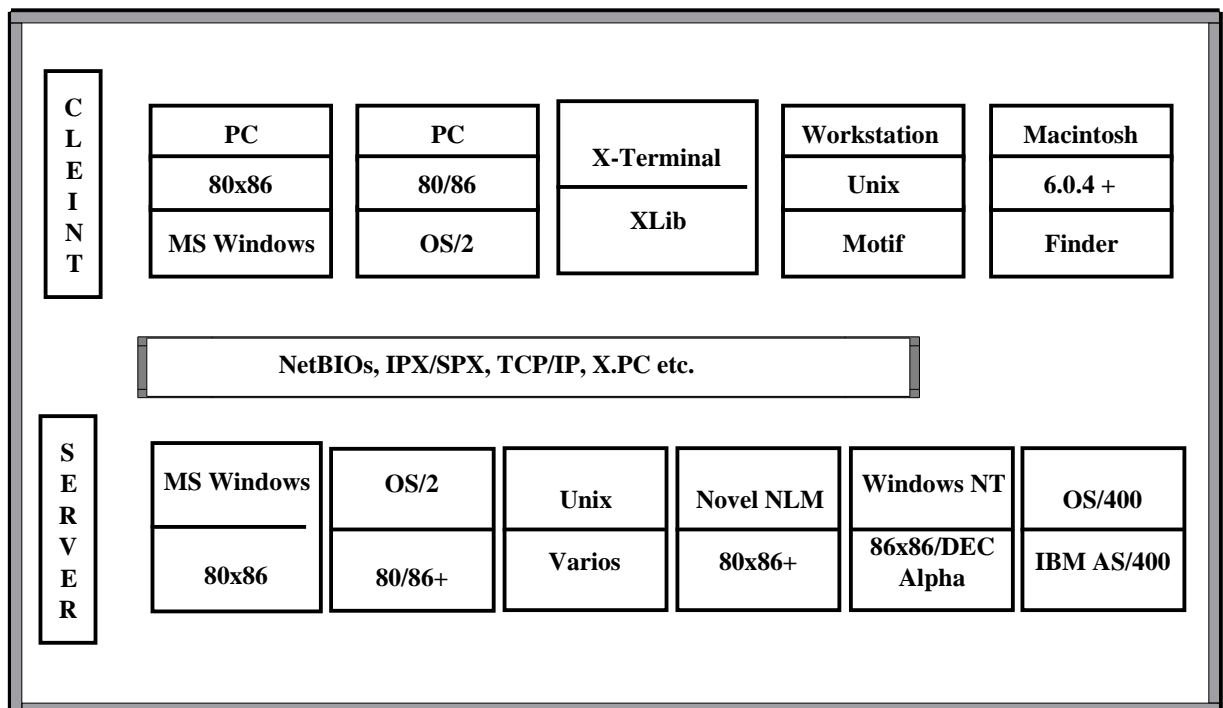 CLEINT
PC
80x86
MS Windows
PC
80/86
OS/2
X-Terminal
XLib
Workstation
Unix
Motif
Macintosh
6.0.4 +
Finder
NetBIOs, IPX/SPX, TCP/IP, X.PC etc.
SERVER
MS Windows
80x86
OS/2
80/86+
Unix
Varios
Novel NLM
80x86+
Windows NT
86x86/DEC
Alpha
OS/400
IBM AS/400